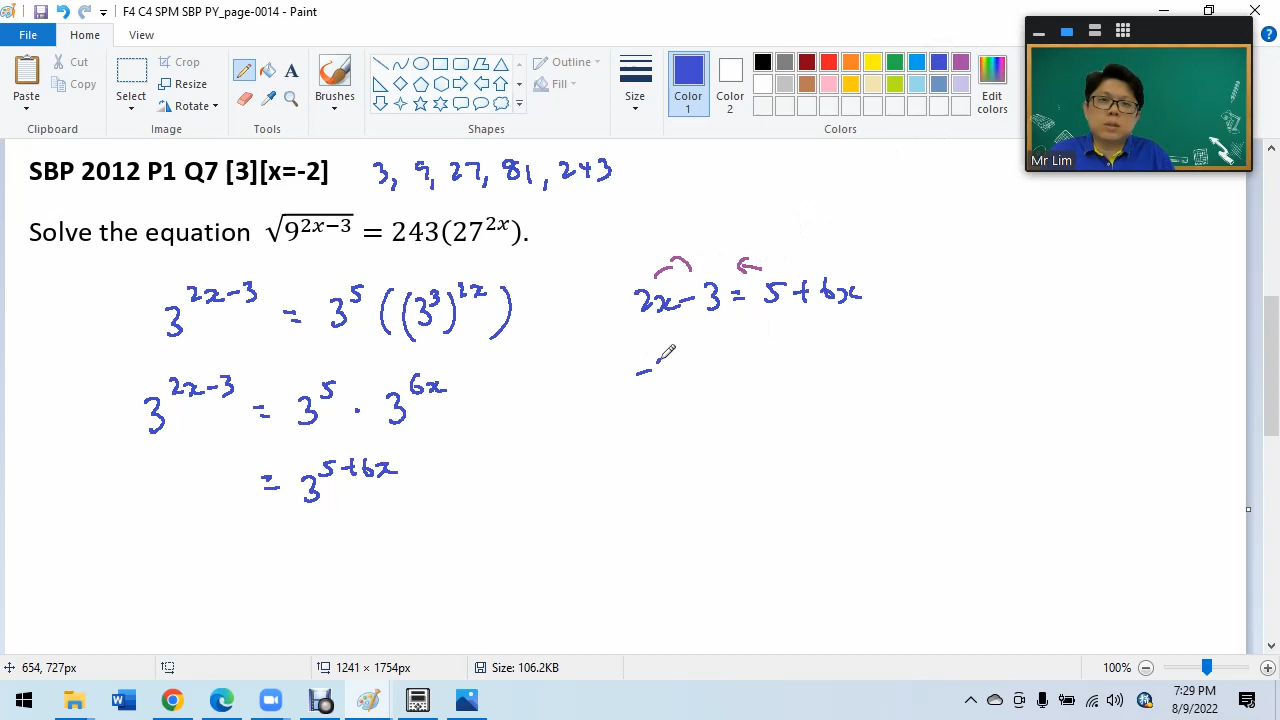 F4 C4 SPM SBP PY_page-0014 - Paint
File Home View
Paste Cut Copy Clipboard
Select Crop Resize Rotate Image
A Tools
Brushes
Outline Fill Shapes
Size
Color 1 Color 2 Edit colors Colors
Mr Lim
SBP 2012 P1 Q7 [3][x=-2] 3, 9, 27, 81, 243
Solve the equation √(9^(2x−3)) = 243(27^(2x)).
3^(2x-3) = 3^5 ((3^3)^(2x))
2x - 3 = 5 + 6x
3^(2x-3) = 3^5 · 3^(6x)
-
= 3^(5+6x)
654, 727px 1241 × 1754px Size: 106.2KB 100%
7:29 PM
8/9/2022